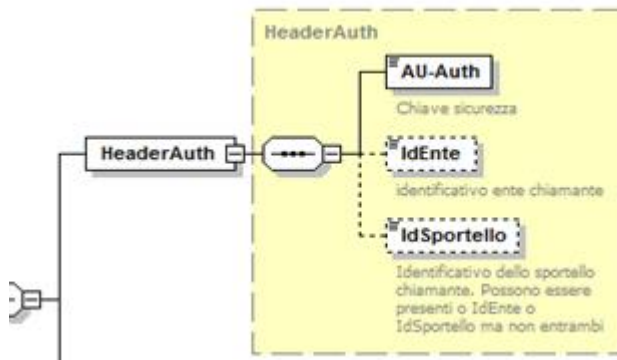 HeaderAuth
AU-Auth
Chiave sicurezza
HeaderAuth
IdEnte
identificativo ente chiamante
IdSportello
Identificativo dello sportello
chiamante. Possono essere
presenti o IdEnte o
IdSportello ma non entrambi